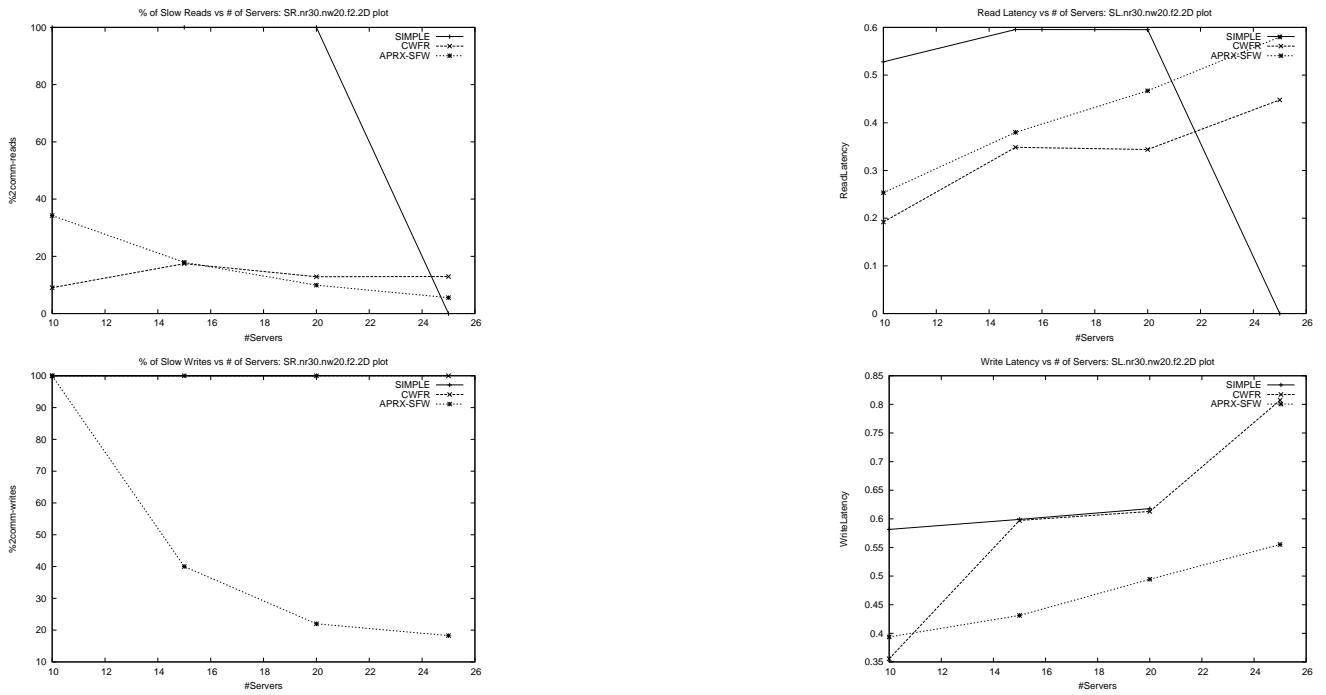 % of Slow Reads vs # of Servers: SR.nr30.nw20.f2.2D plot
SIMPLE
CWFR
APRX-SFW
100
80
60
40
20
0
%2comm-reads
10 12 14 16 18 20 22 24 26
#Servers
Read Latency vs # of Servers: SL.nr30.nw20.f2.2D plot
SIMPLE
CWFR
APRX-SFW
0.6
0.5
0.4
0.3
0.2
0.1
0
ReadLatency
10 12 14 16 18 20 22 24 26
#Servers
% of Slow Writes vs # of Servers: SR.nr30.nw20.f2.2D plot
SIMPLE
CWFR
APRX-SFW
100
90
80
70
60
50
40
30
20
10
%2comm-writes
10 12 14 16 18 20 22 24 26
#Servers
Write Latency vs # of Servers: SL.nr30.nw20.f2.2D plot
SIMPLE
CWFR
APRX-SFW
0.85
0.8
0.75
0.7
0.65
0.6
0.55
0.5
0.45
0.4
0.35
WriteLatency
10 12 14 16 18 20 22 24 26
#Servers